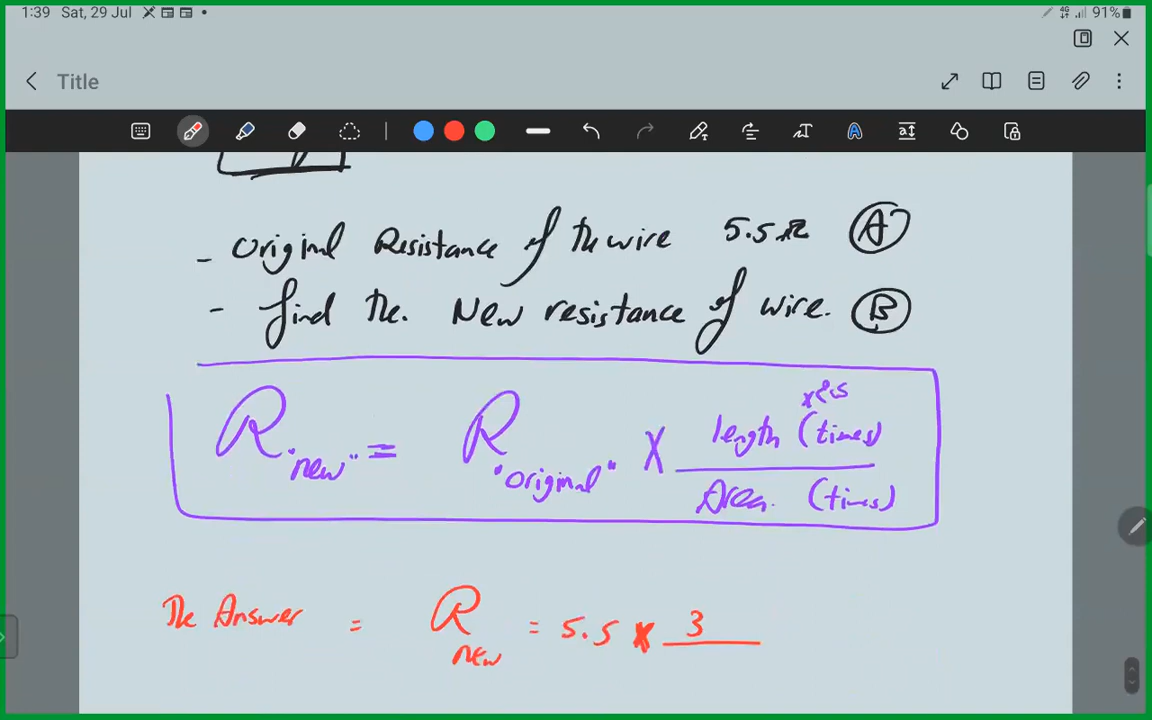 1:39 Sat, 29 Jul 4G 91%
Title
- Original Resistance of the wire 5.5Ω A
- find the. New resistance of wire. B
R "new" = R "original" X length (times) / Area. (times)
The Answer = R new = 5.5 x 3